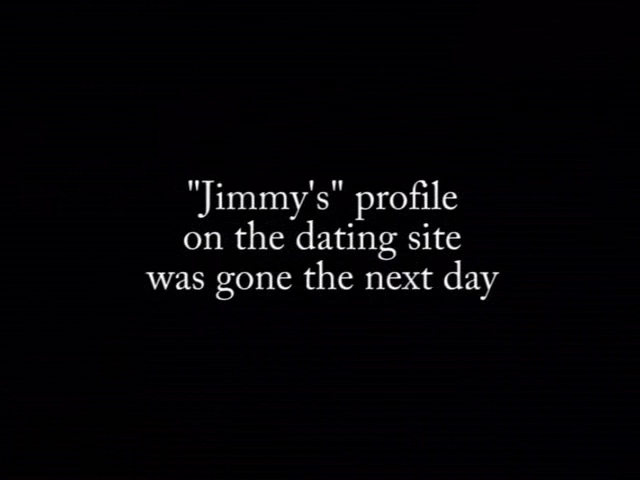 "Jimmy's" profile
on the dating site
was gone the next day